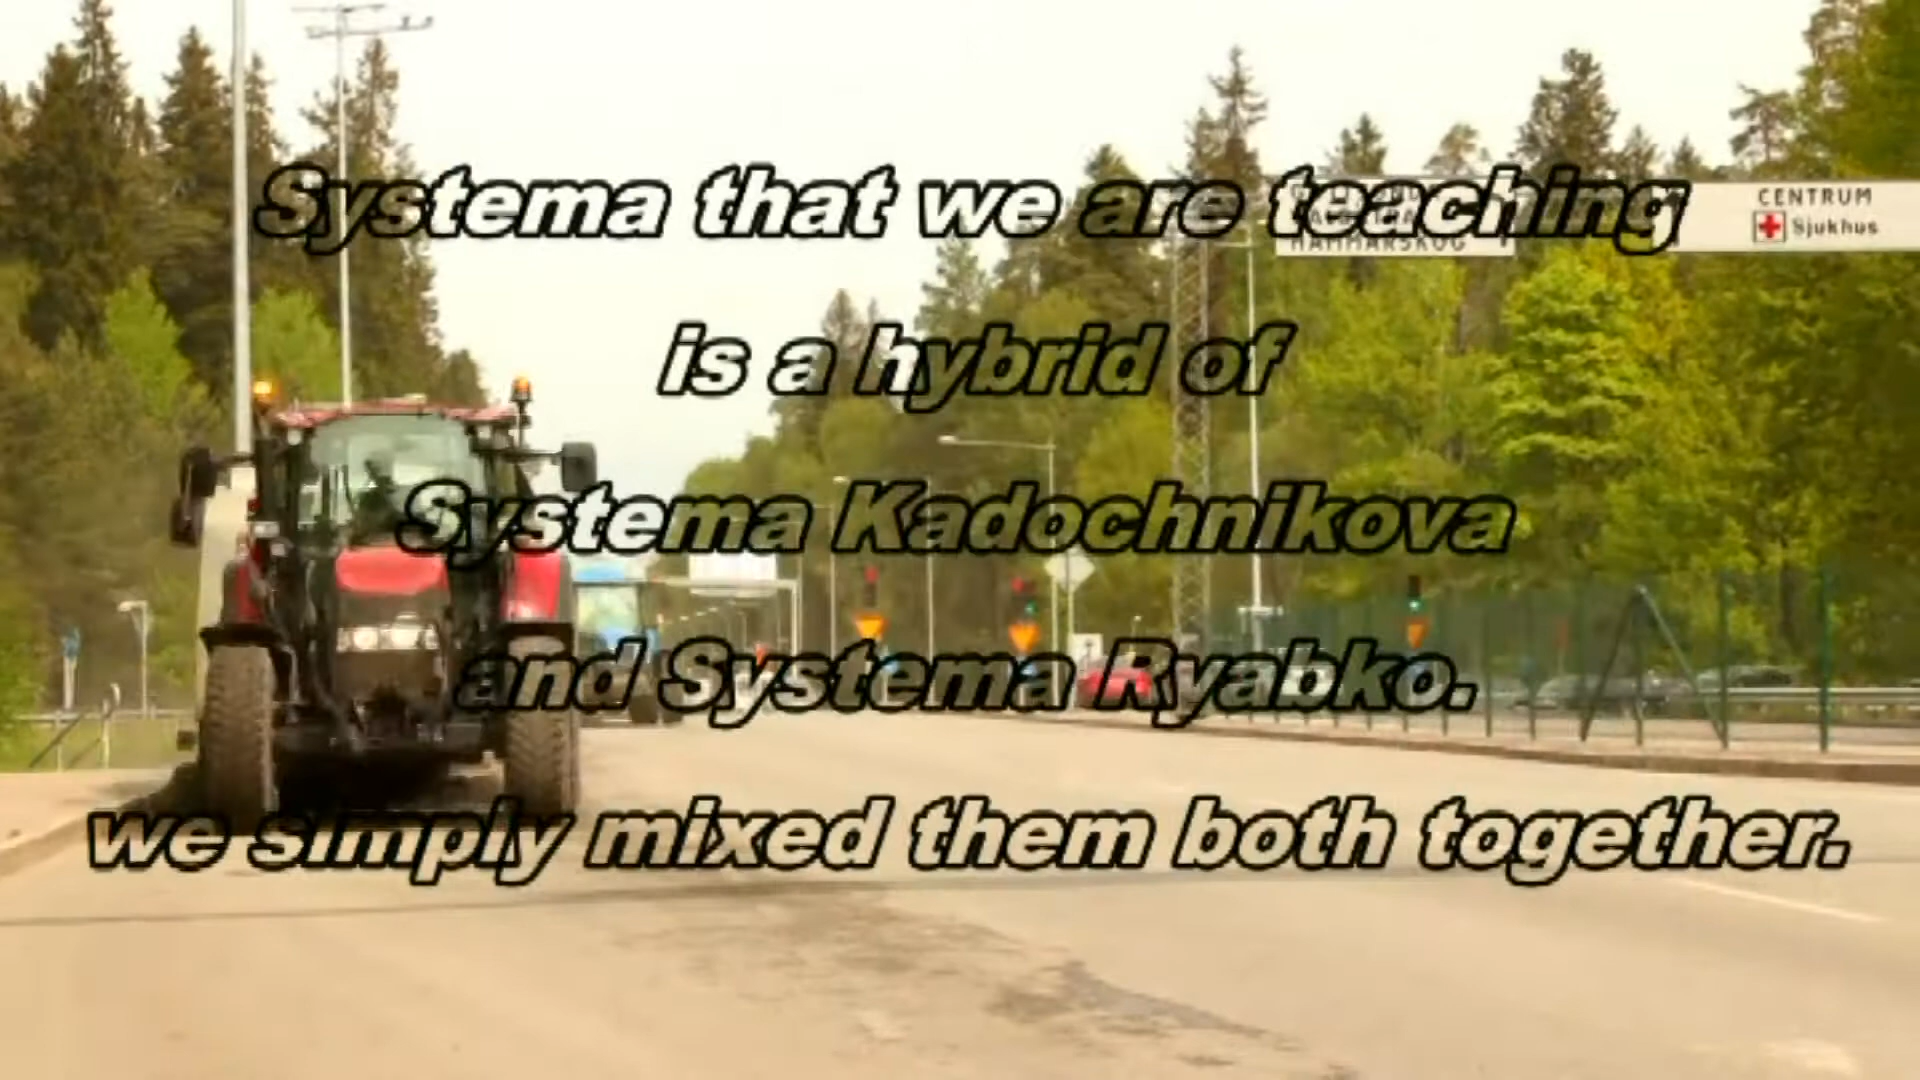 Systema that we are teaching
is a hybrid of
Systema Kadochnikova
and Systema Ryabko.
we simply mixed them both together.
CENTRUM
Sjukhus
HAMMARSKOG